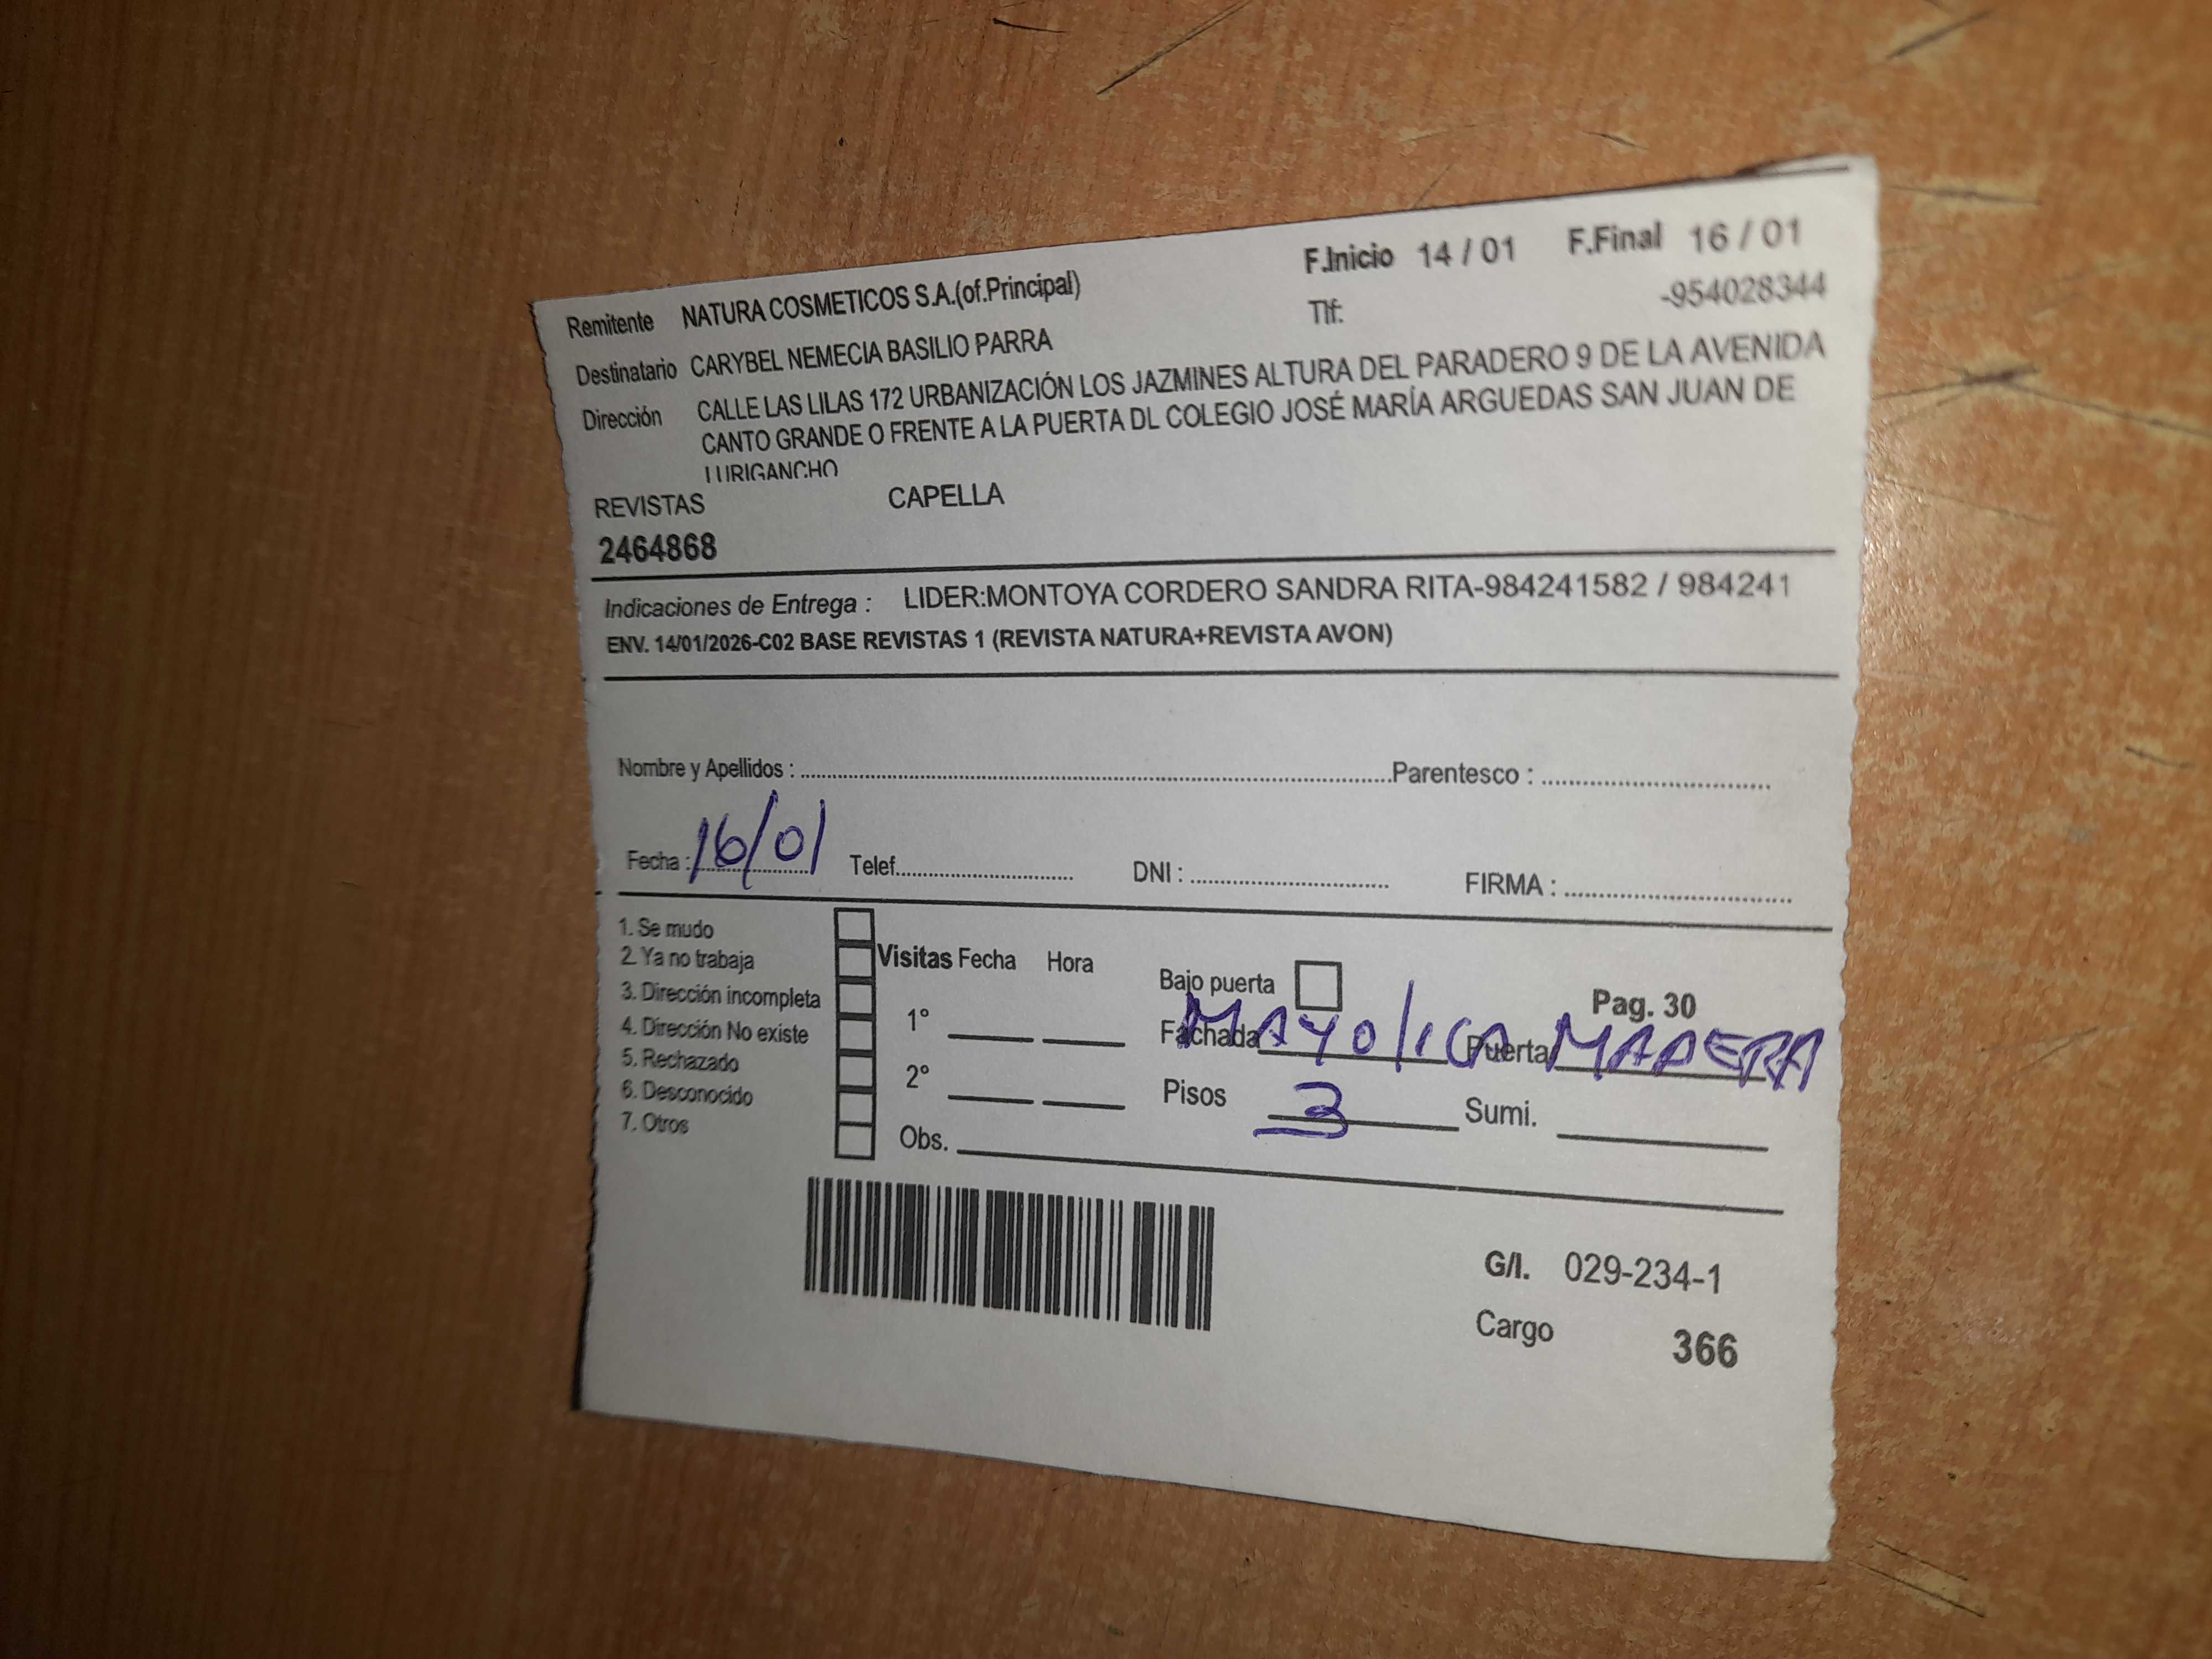 Remitente NATURA COSMETICOS S.A.(of.Principal) F.Inicio 14 / 01 F.Final 16 / 01
Destinatario CARYBEL NEMECIA BASILIO PARRA Tlf: -954028344
Dirección CALLE LAS LILAS 172 URBANIZACIÓN LOS JAZMINES ALTURA DEL PARADERO 9 DE LA AVENIDA
CANTO GRANDE O FRENTE A LA PUERTA DL COLEGIO JOSÉ MARÍA ARGUEDAS SAN JUAN DE
LURIGANCHO
REVISTAS CAPELLA
2464868
Indicaciones de Entrega : LIDER:MONTOYA CORDERO SANDRA RITA-984241582 / 984241
ENV. 14/01/2026-C02 BASE REVISTAS 1 (REVISTA NATURA+REVISTA AVON)
Nombre y Apellidos : Parentesco :
Fecha : 16/01 Telef. DNI : FIRMA :
1. Se mudo
2. Ya no trabaja Visitas Fecha Hora Bajo puerta
3. Dirección incompleta 1° Pag. 30
4. Dirección No existe Fachada MAYOLICA Puerta MADERA
5. Rechazado 2° Pisos 3 Sumi.
6. Desconocido
7. Otros Obs.
G/I. 029-234-1
Cargo 366